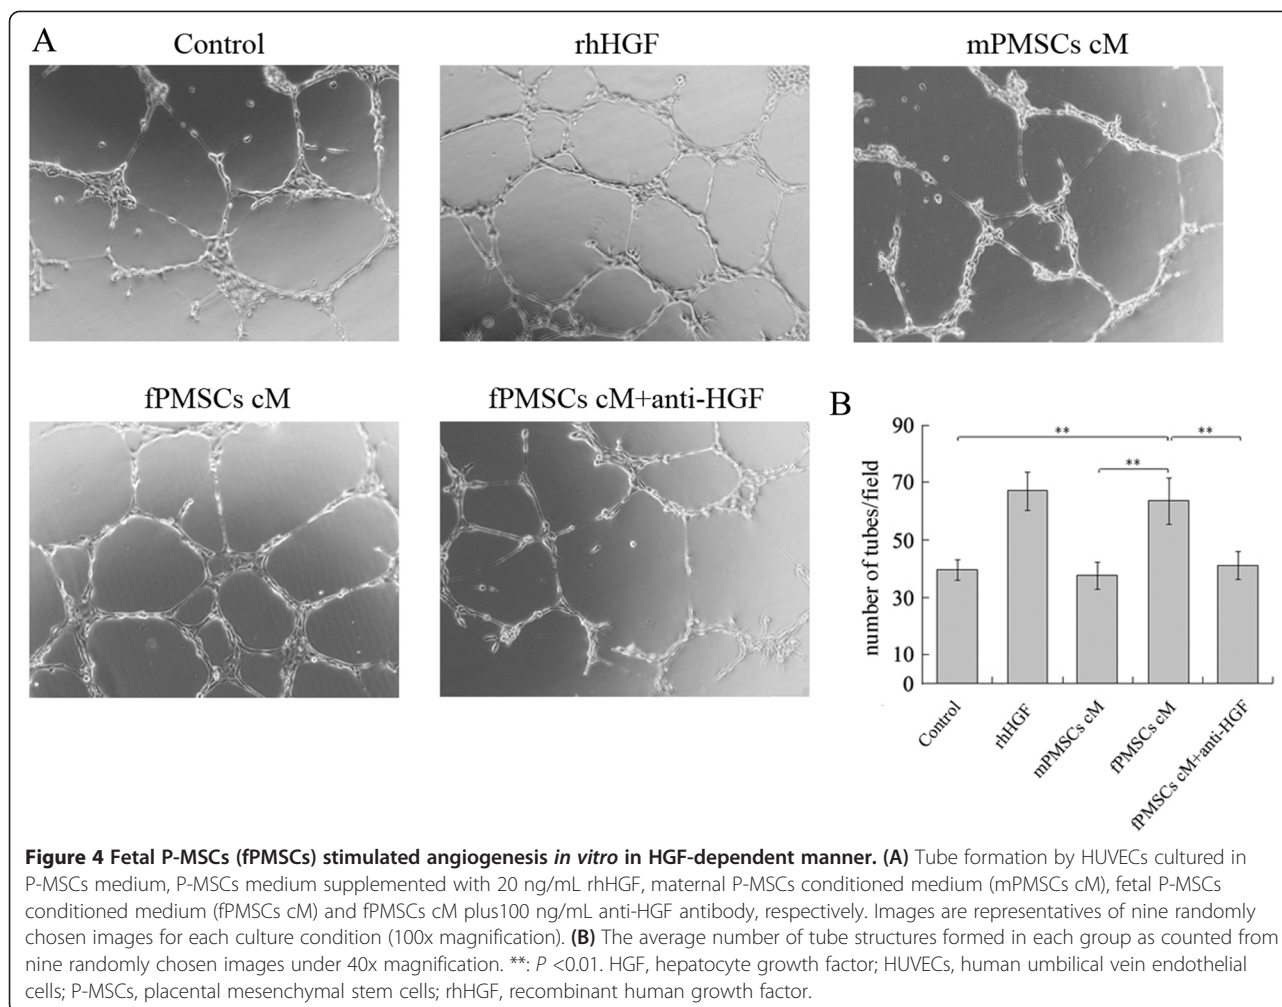 A
Control
rhHGF
mPMSCs cM
fPMSCs cM
fPMSCs cM+anti-HGF
B
90
70
50
30
10
0
number of tubes/field
**
**
**
Control
rhHGF
mPMSCs cM
fPMSCs cM
fPMSCs cM+anti-HGF
Figure 4 Fetal P-MSCs (fPMSCs) stimulated angiogenesis in vitro in HGF-dependent manner. (A) Tube formation by HUVECs cultured in
P-MSCs medium, P-MSCs medium supplemented with 20 ng/mL rhHGF, maternal P-MSCs conditioned medium (mPMSCs cM), fetal P-MSCs
conditioned medium (fPMSCs cM) and fPMSCs cM plus100 ng/mL anti-HGF antibody, respectively. Images are representatives of nine randomly
chosen images for each culture condition (100x magnification). (B) The average number of tube structures formed in each group as counted from
nine randomly chosen images under 40x magnification. **: P <0.01. HGF, hepatocyte growth factor; HUVECs, human umbilical vein endothelial
cells; P-MSCs, placental mesenchymal stem cells; rhHGF, recombinant human growth factor.